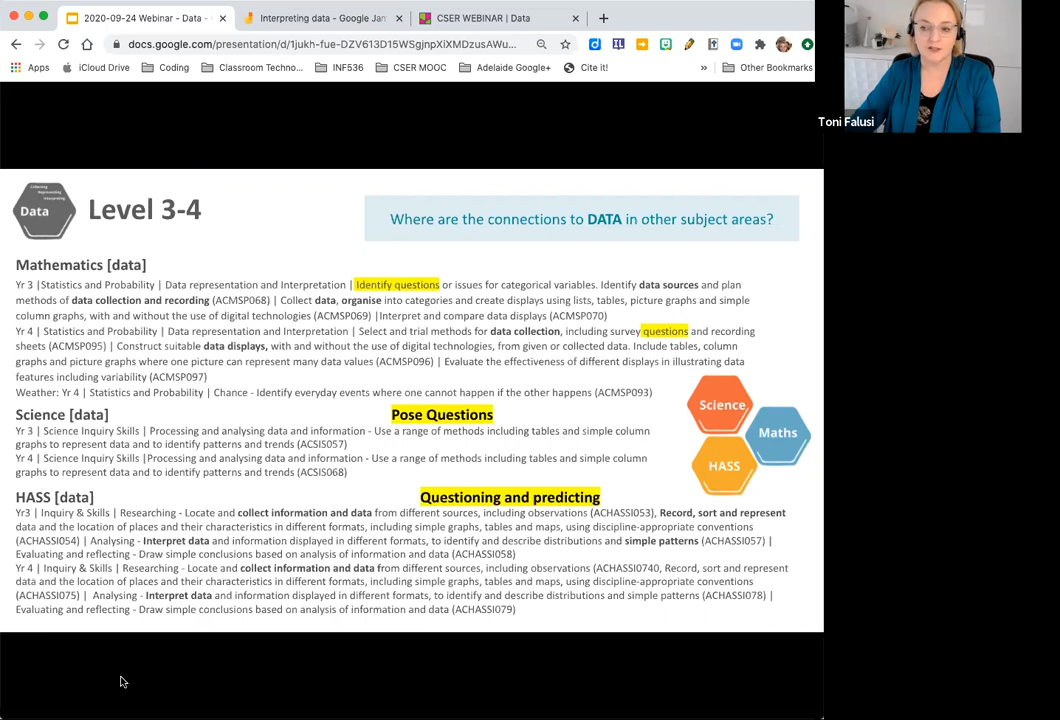 2020-09-24 Webinar - Data -
Interpreting data - Google Jam
CSER WEBINAR | Data
docs.google.com/presentation/d/1jukh-fue-DZV613D15WSgjnpXiXMDzusAWu...
Apps
iCloud Drive
Coding
Classroom Techno...
INF536
CSER MOOC
Adelaide Google+
Cite it!
»
Other Bookmarks
Toni Falusi
Collecting
Representing
Interpreting
Data
Level 3-4
Where are the connections to DATA in other subject areas?
Mathematics [data]
Yr 3 |Statistics and Probability | Data representation and Interpretation | Identify questions or issues for categorical variables. Identify data sources and plan
methods of data collection and recording (ACMSP068) | Collect data, organise into categories and create displays using lists, tables, picture graphs and simple
column graphs, with and without the use of digital technologies (ACMSP069) |Interpret and compare data displays (ACMSP070)
Yr 4 | Statistics and Probability | Data representation and Interpretation | Select and trial methods for data collection, including survey questions and recording
sheets (ACMSP095) | Construct suitable data displays, with and without the use of digital technologies, from given or collected data. Include tables, column
graphs and picture graphs where one picture can represent many data values (ACMSP096) | Evaluate the effectiveness of different displays in illustrating data
features including variability (ACMSP097)
Weather: Yr 4 | Statistics and Probability | Chance - Identify everyday events where one cannot happen if the other happens (ACMSP093)
Science [data]
Pose Questions
Yr 3 | Science Inquiry Skills | Processing and analysing data and information - Use a range of methods including tables and simple column
graphs to represent data and to identify patterns and trends (ACSIS057)
Yr 4 | Science Inquiry Skills |Processing and analysing data and information - Use a range of methods including tables and simple column
graphs to represent data and to identify patterns and trends (ACSIS068)
Science
Maths
HASS
HASS [data]
Questioning and predicting
Yr3 | Inquiry & Skills | Researching - Locate and collect information and data from different sources, including observations (ACHASSI053), Record, sort and represent
data and the location of places and their characteristics in different formats, including simple graphs, tables and maps, using discipline-appropriate conventions
(ACHASSI054) | Analysing - Interpret data and information displayed in different formats, to identify and describe distributions and simple patterns (ACHASSI057) |
Evaluating and reflecting - Draw simple conclusions based on analysis of information and data (ACHASSI058)
Yr 4 | Inquiry & Skills | Researching - Locate and collect information and data from different sources, including observations (ACHASSI0740, Record, sort and represent
data and the location of places and their characteristics in different formats, including simple graphs, tables and maps, using discipline-appropriate conventions
(ACHASSI075) | Analysing - Interpret data and information displayed in different formats, to identify and describe distributions and simple patterns (ACHASSI078) |
Evaluating and reflecting - Draw simple conclusions based on analysis of information and data (ACHASSI079)